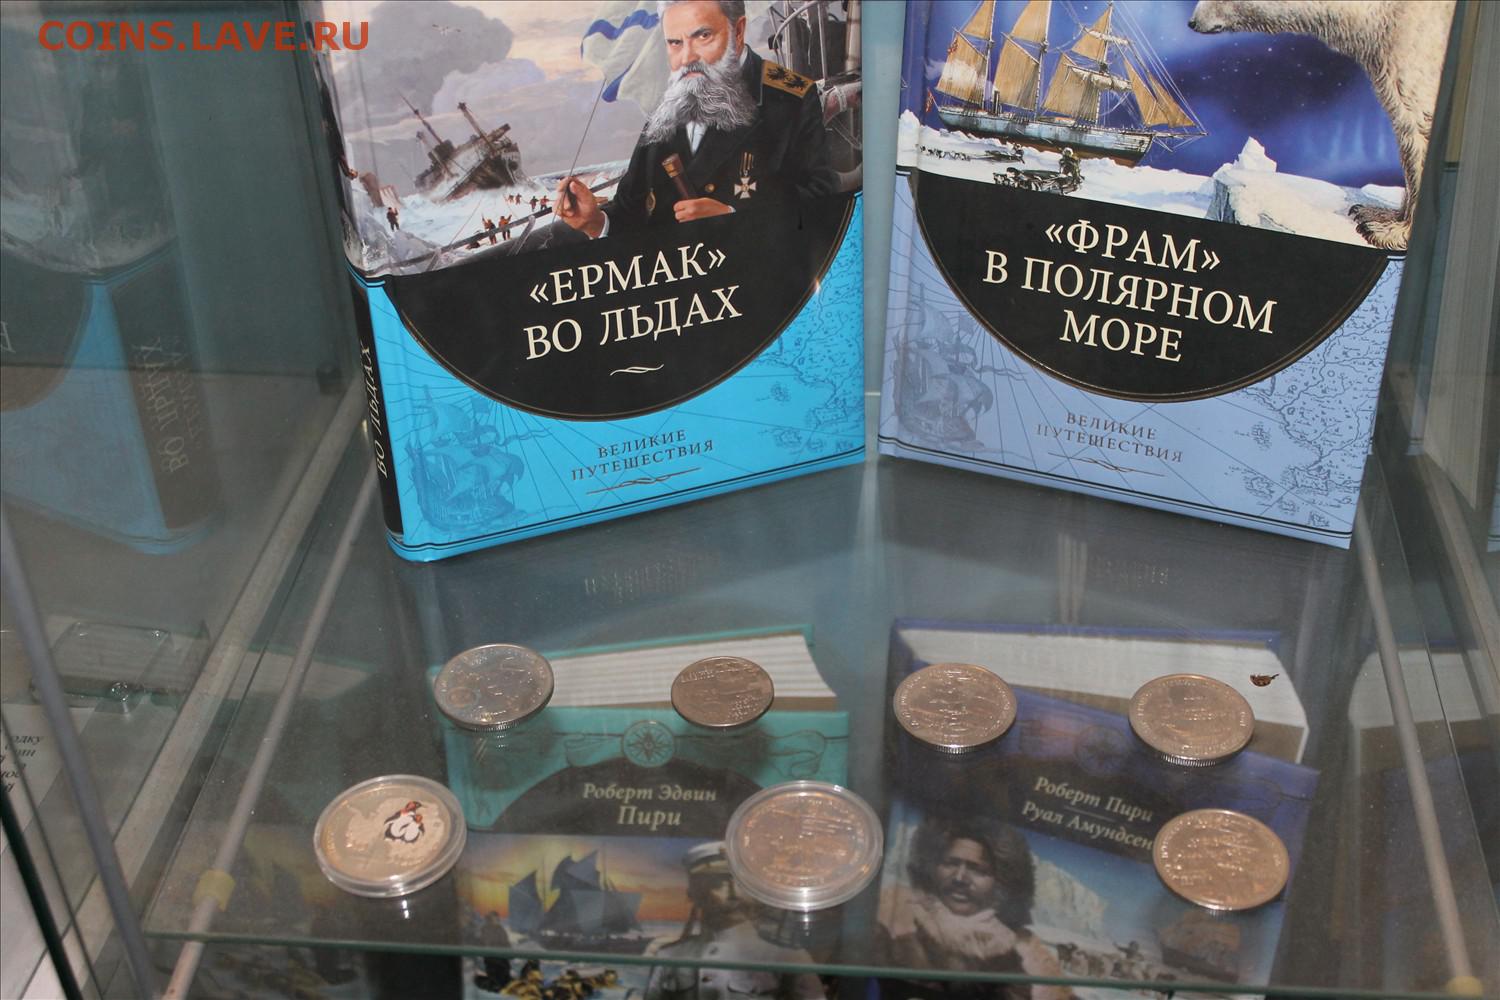 COINS.LAVE.RU
«ЕРМАК»
ВО ЛЬДАХ
ВЕЛИКИЕ
ПУТЕШЕСТВИЯ
ВО ЛЬДАХ
«ФРАМ»
В ПОЛЯРНОМ
МОРЕ
ВЕЛИКИЕ
ПУТЕШЕСТВИЯ
Роберт Эдвин
Пири
Роберт Пири
Руал Амундсен